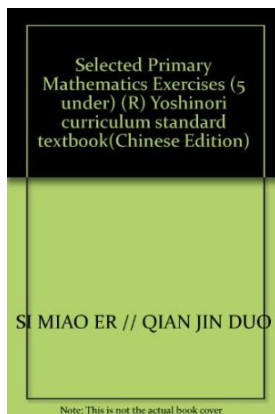 Selected Primary
Mathematics Exercises (5
under) (R) Yoshinori
curriculum standard
textbook(Chinese Edition)
SI MIAO ER // QIAN JIN DUO
Note: This is not the actual book cover